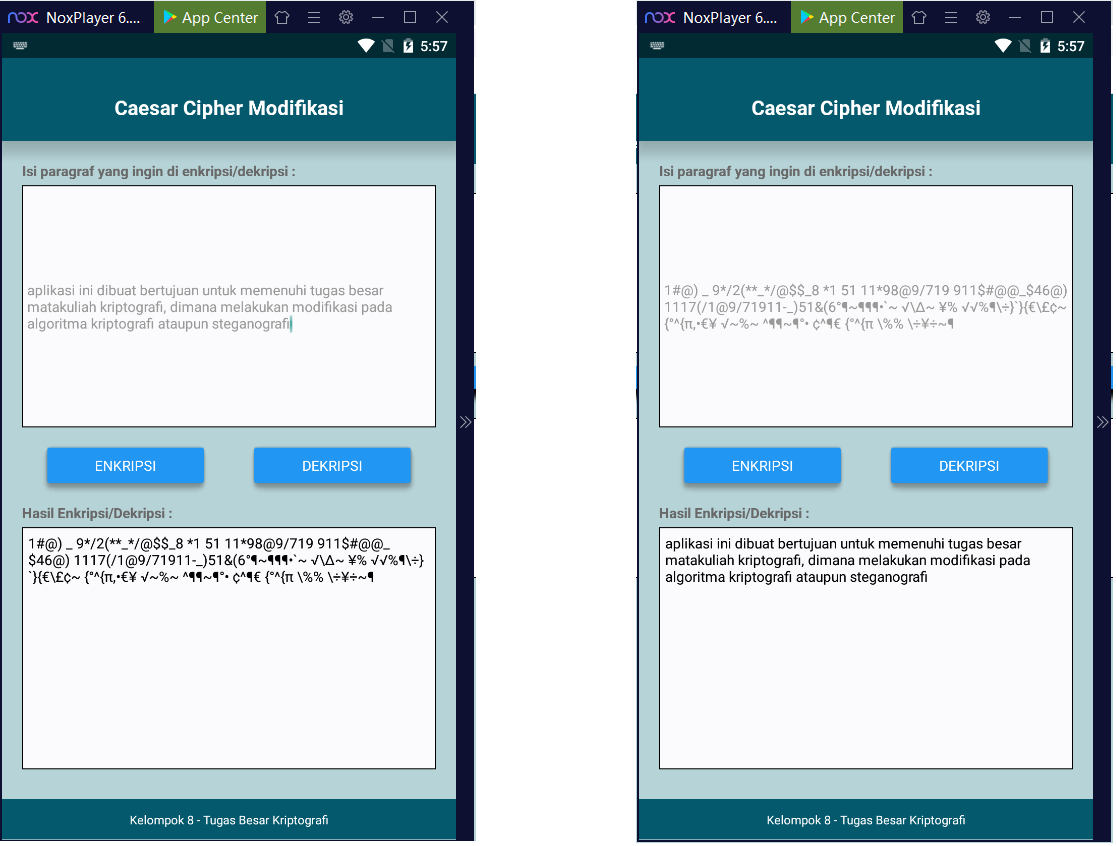 NoxPlayer 6.... App Center
5:57
Caesar Cipher Modifikasi
Isi paragraf yang ingin di enkripsi/dekripsi :
aplikasi ini dibuat bertujuan untuk memenuhi tugas besar
matakuliah kriptografi, dimana melakukan modifikasi pada
algoritma kriptografi ataupun steganografi
ENKRIPSI DEKRIPSI
Hasil Enkripsi/Dekripsi :
1#@) _ 9*/2(**_*/@$$_8 *1 51 11*98@9/719 911$#@@_
$46@) 1117(/1@9/71911-_)51&(6°¶~¶¶¶•`~ √\∆~ ¥% √√%¶\÷}
`}{€\£¢~ {°^{π,•€¥ √~%~ ^¶¶~¶°• ¢^¶€ {°^{π \%% \÷¥÷~¶
Kelompok 8 - Tugas Besar Kriptografi
NoxPlayer 6.... App Center
5:57
Caesar Cipher Modifikasi
Isi paragraf yang ingin di enkripsi/dekripsi :
1#@) _ 9*/2(**_*/@$$_8 *1 51 11*98@9/719 911$#@@_$46@)
1117(/1@9/71911-_)51&(6°¶~¶¶¶•`~ √\∆~ ¥% √√%¶\÷}`}{€\£¢~
{°^{π,•€¥ √~%~ ^¶¶~¶°• ¢^¶€ {°^{π \%% \÷¥÷~¶
ENKRIPSI DEKRIPSI
Hasil Enkripsi/Dekripsi :
aplikasi ini dibuat bertujuan untuk memenuhi tugas besar
matakuliah kriptografi, dimana melakukan modifikasi pada
algoritma kriptografi ataupun steganografi
Kelompok 8 - Tugas Besar Kriptografi